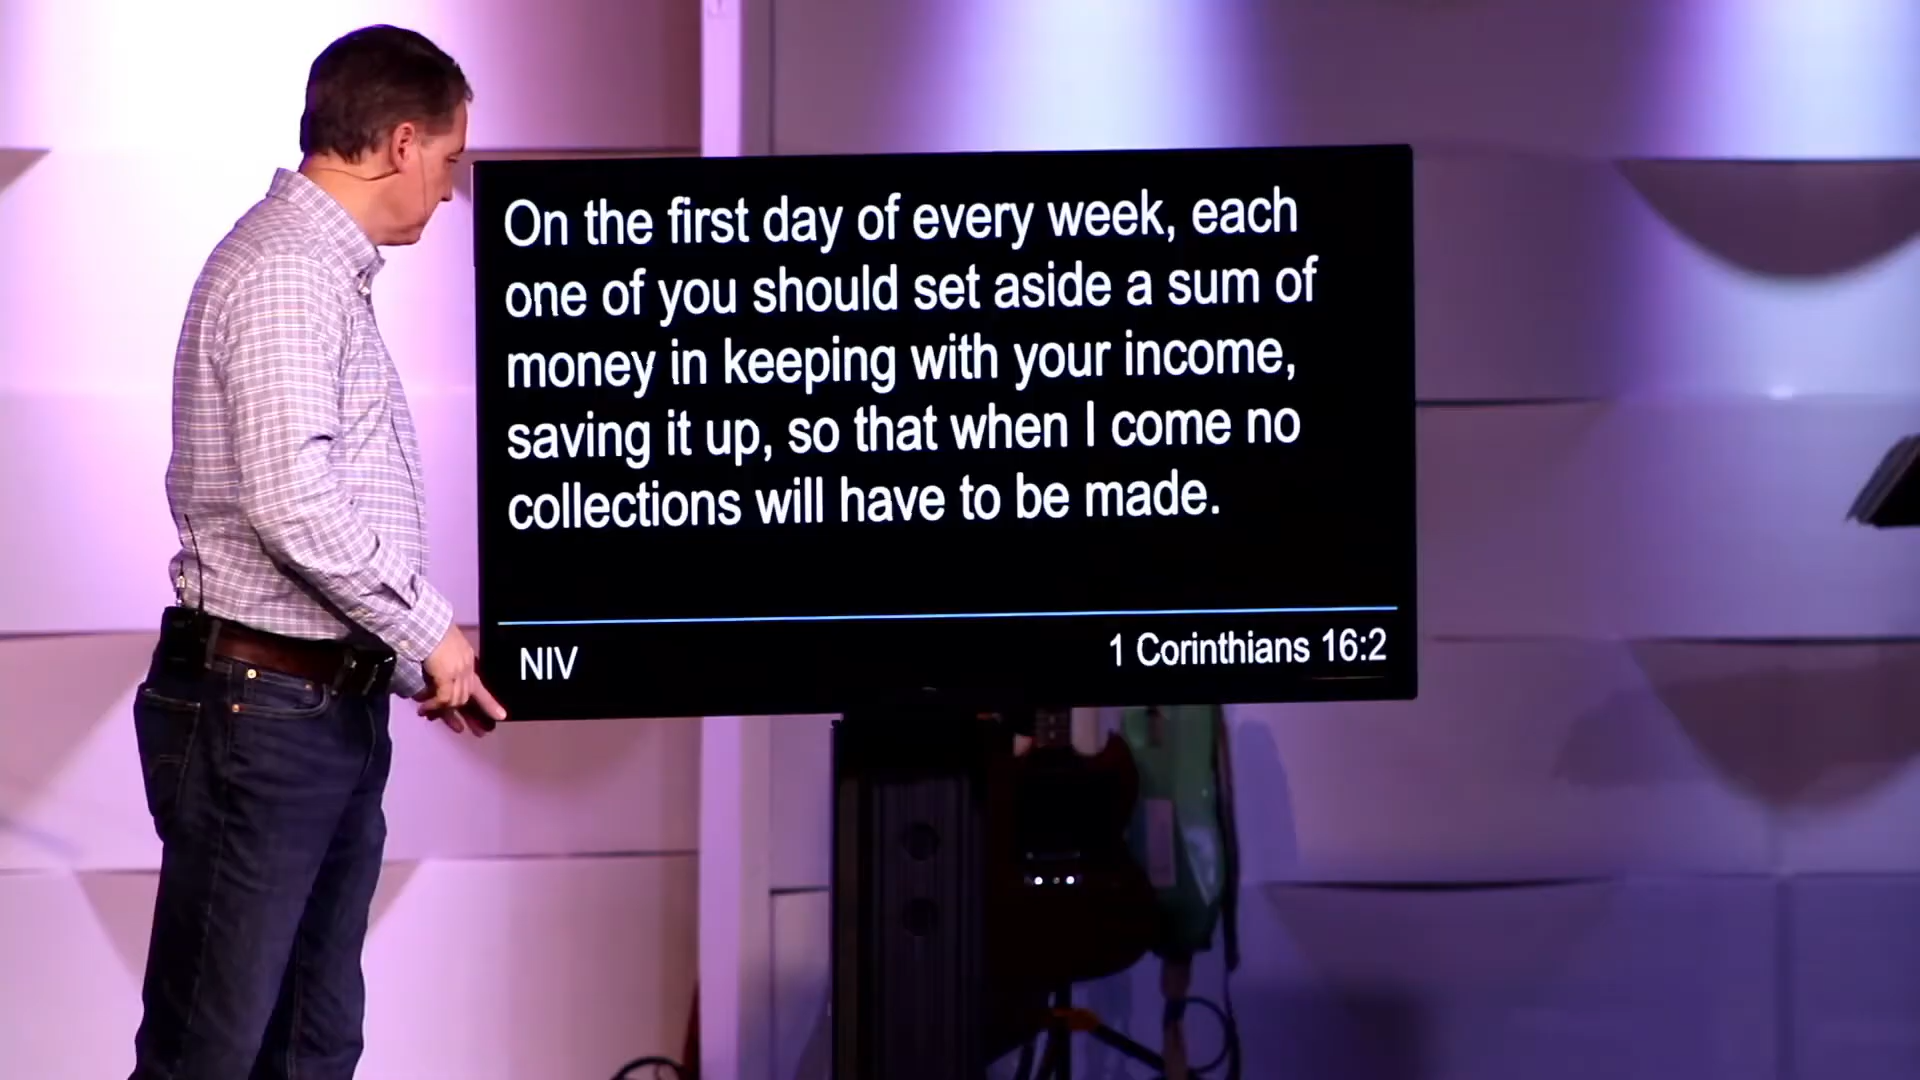 On the first day of every week, each
one of you should set aside a sum of
money in keeping with your income,
saving it up, so that when I come no
collections will have to be made.
NIV
1 Corinthians 16:2